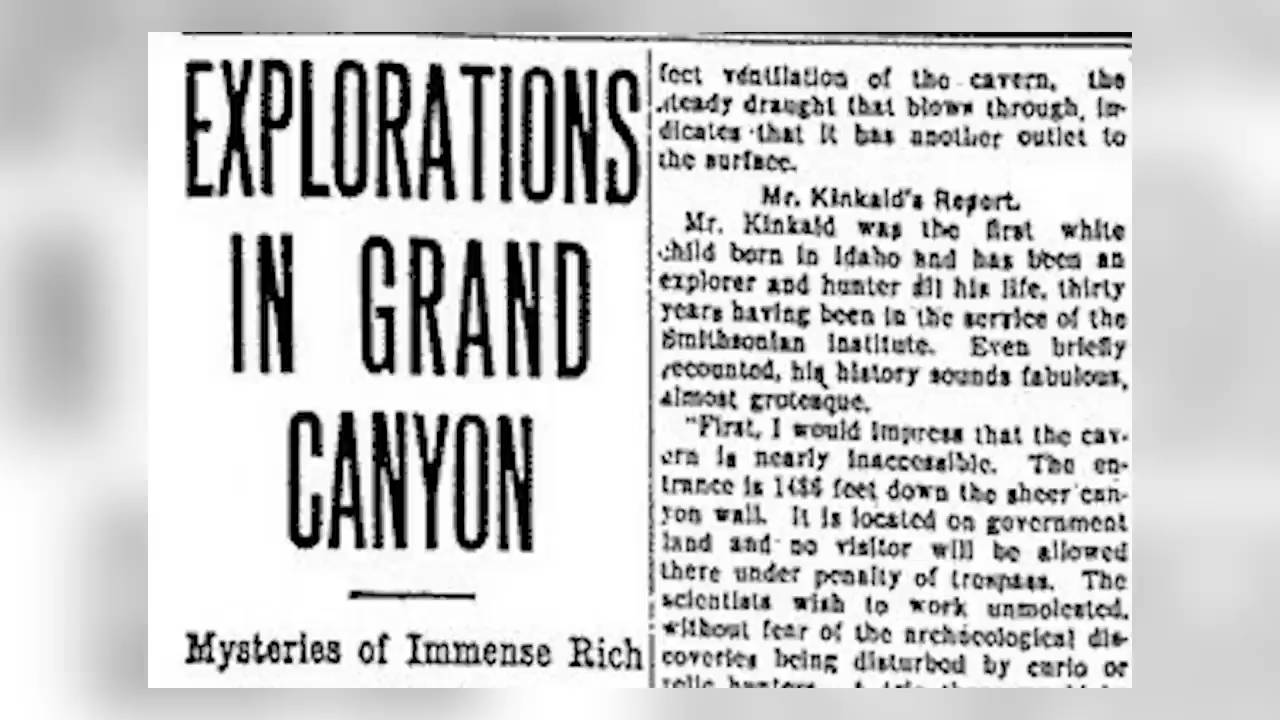 EXPLORATIONS
IN GRAND
CANYON
Mysteries of Immense Rich
fect ventilation of the cavern, the
steady draught that blows through, in-
dicates that it has another outlet to
the surface.
Mr. Kinkaid's Report.
Mr. Kinkaid was the first white
child born in Idaho and has been an
explorer and hunter all his life, thirty
years having been in the service of the
Smithsonian Institute. Even briefly
recounted, his history sounds fabulous,
almost grotesque.
"First, I would impress that the cav-
ern is nearly inaccessible. The en-
trance is 1486 feet down the sheer can-
yon wall. It is located on government
land and no visitor will be allowed
there under penalty of trespass. The
scientists wish to work unmolested,
without fear of the archaeological dis-
coveries being disturbed by curio or